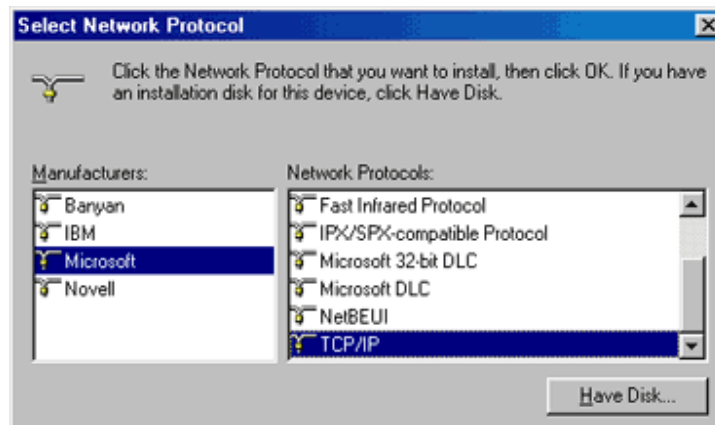 Select Network Protocol
Click the Network Protocol that you want to install, then click OK. If you have
an installation disk for this device, click Have Disk.
Manufacturers:
Banyan
IBM
Microsoft
Novell
Network Protocols:
Fast Infrared Protocol
IPX/SPX-compatible Protocol
Microsoft 32-bit DLC
Microsoft DLC
NetBEUI
TCP/IP
Have Disk...